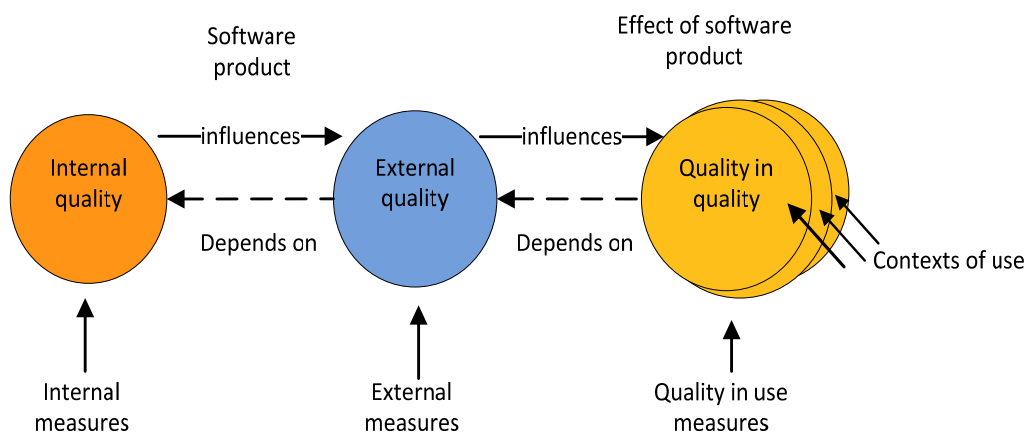 Software
product
Effect of software
product
Internal
quality
influences
External
quality
influences
Quality in
quality
Depends on
Depends on
Contexts of use
Internal
measures
External
measures
Quality in use
measures